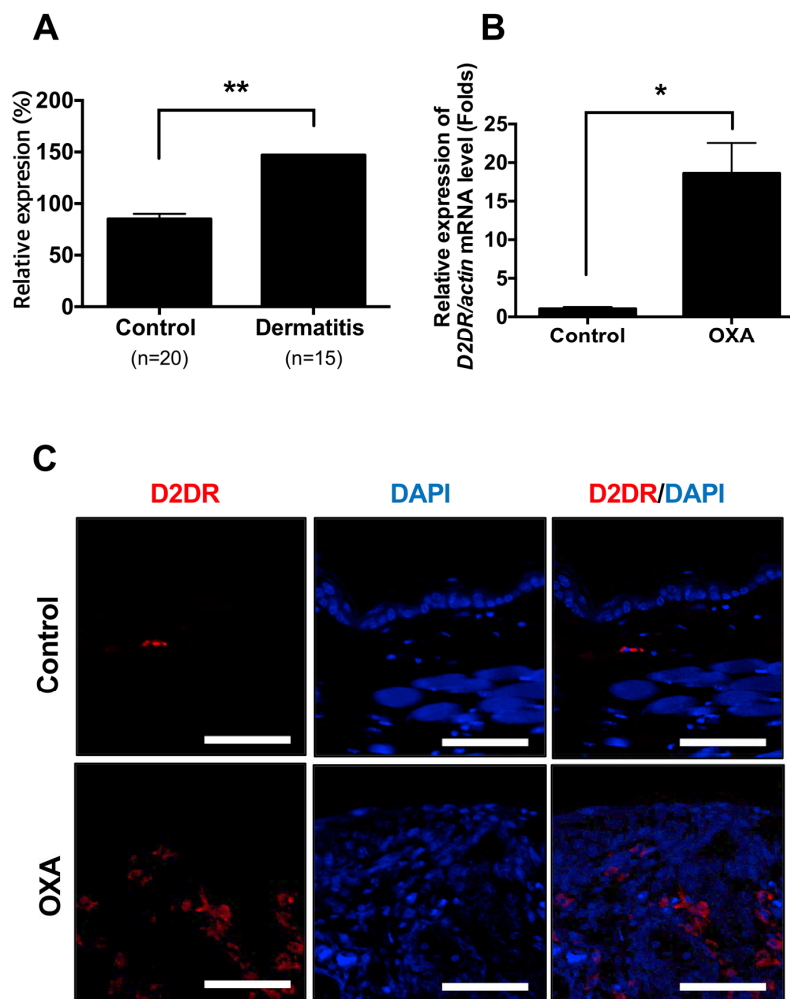 A
Relative expresion (%)
200
150
100
50
0
**
Control
Dermatitis
(n=20)
(n=15)
B
Relative expression of
D2DR/actin mRNA level (Folds)
25
20
15
10
5
0
*
Control
OXA
C
D2DR
DAPI
D2DR/DAPI
Control
OXA